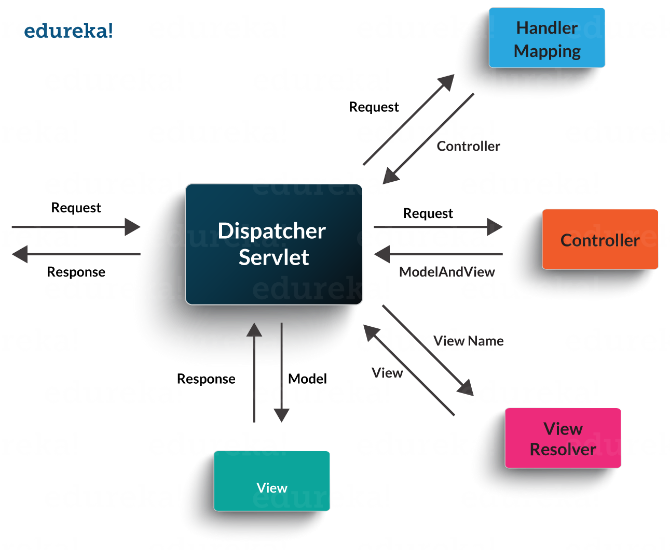 edureka!
Handler
Mapping
Request
Controller
Request
Response
Dispatcher
Servlet
Request
ModelAndView
Controller
View Name
View
Response
Model
View
Resolver
View